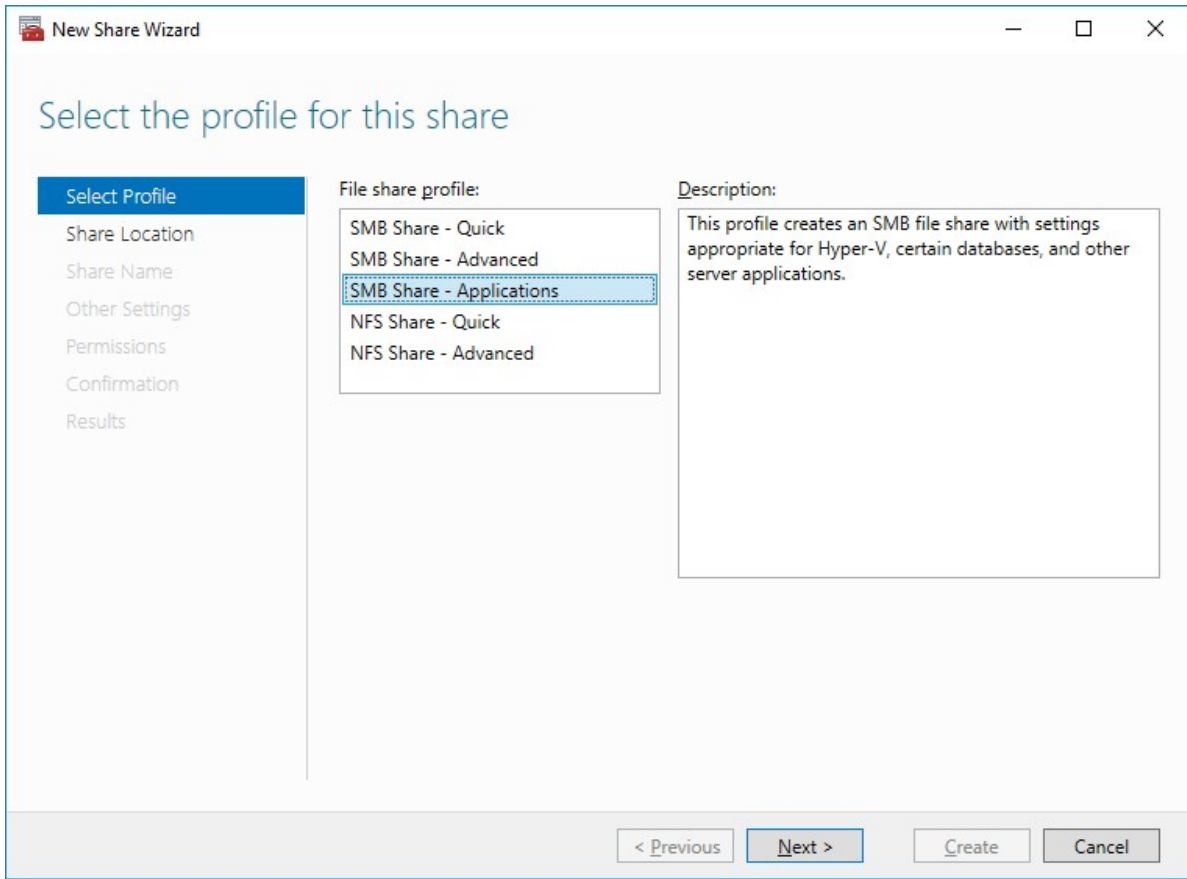 New Share Wizard
Select the profile for this share
Select Profile
Share Location
Share Name
Other Settings
Permissions
Confirmation
Results
File share profile:
SMB Share - Quick
SMB Share - Advanced
SMB Share - Applications
NFS Share - Quick
NFS Share - Advanced
Description:
This profile creates an SMB file share with settings
appropriate for Hyper-V, certain databases, and other
server applications.
< Previous
Next >
Create
Cancel